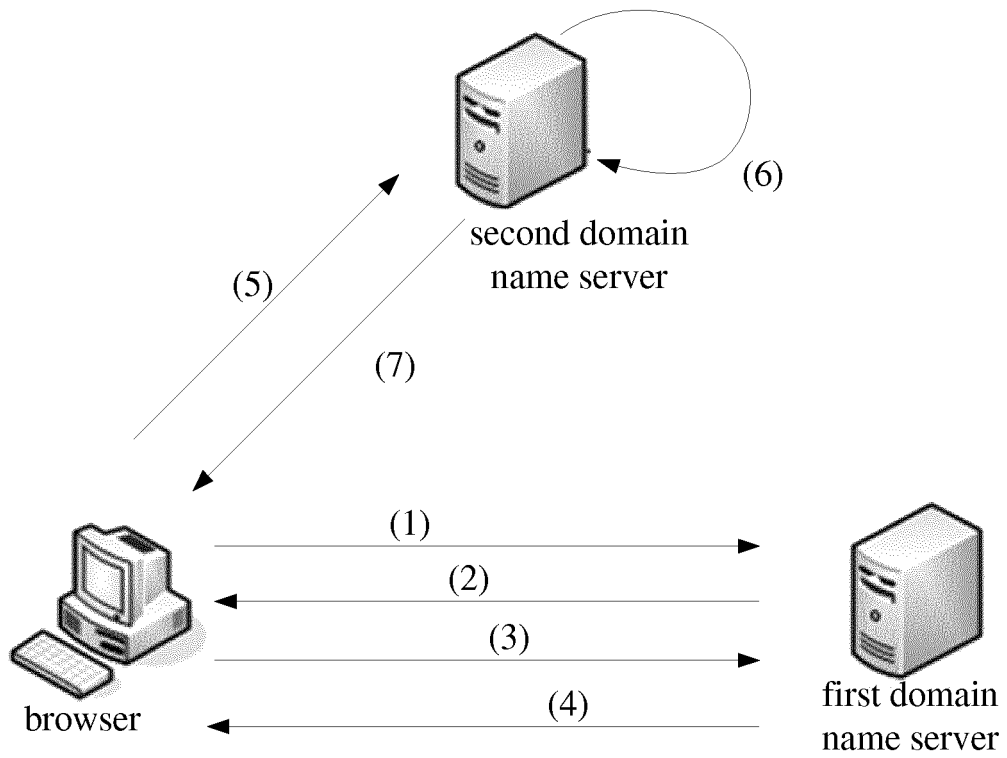 (6)
second domain
name server
(5)
(7)
(1)
(2)
(3)
(4)
browser
first domain
name server